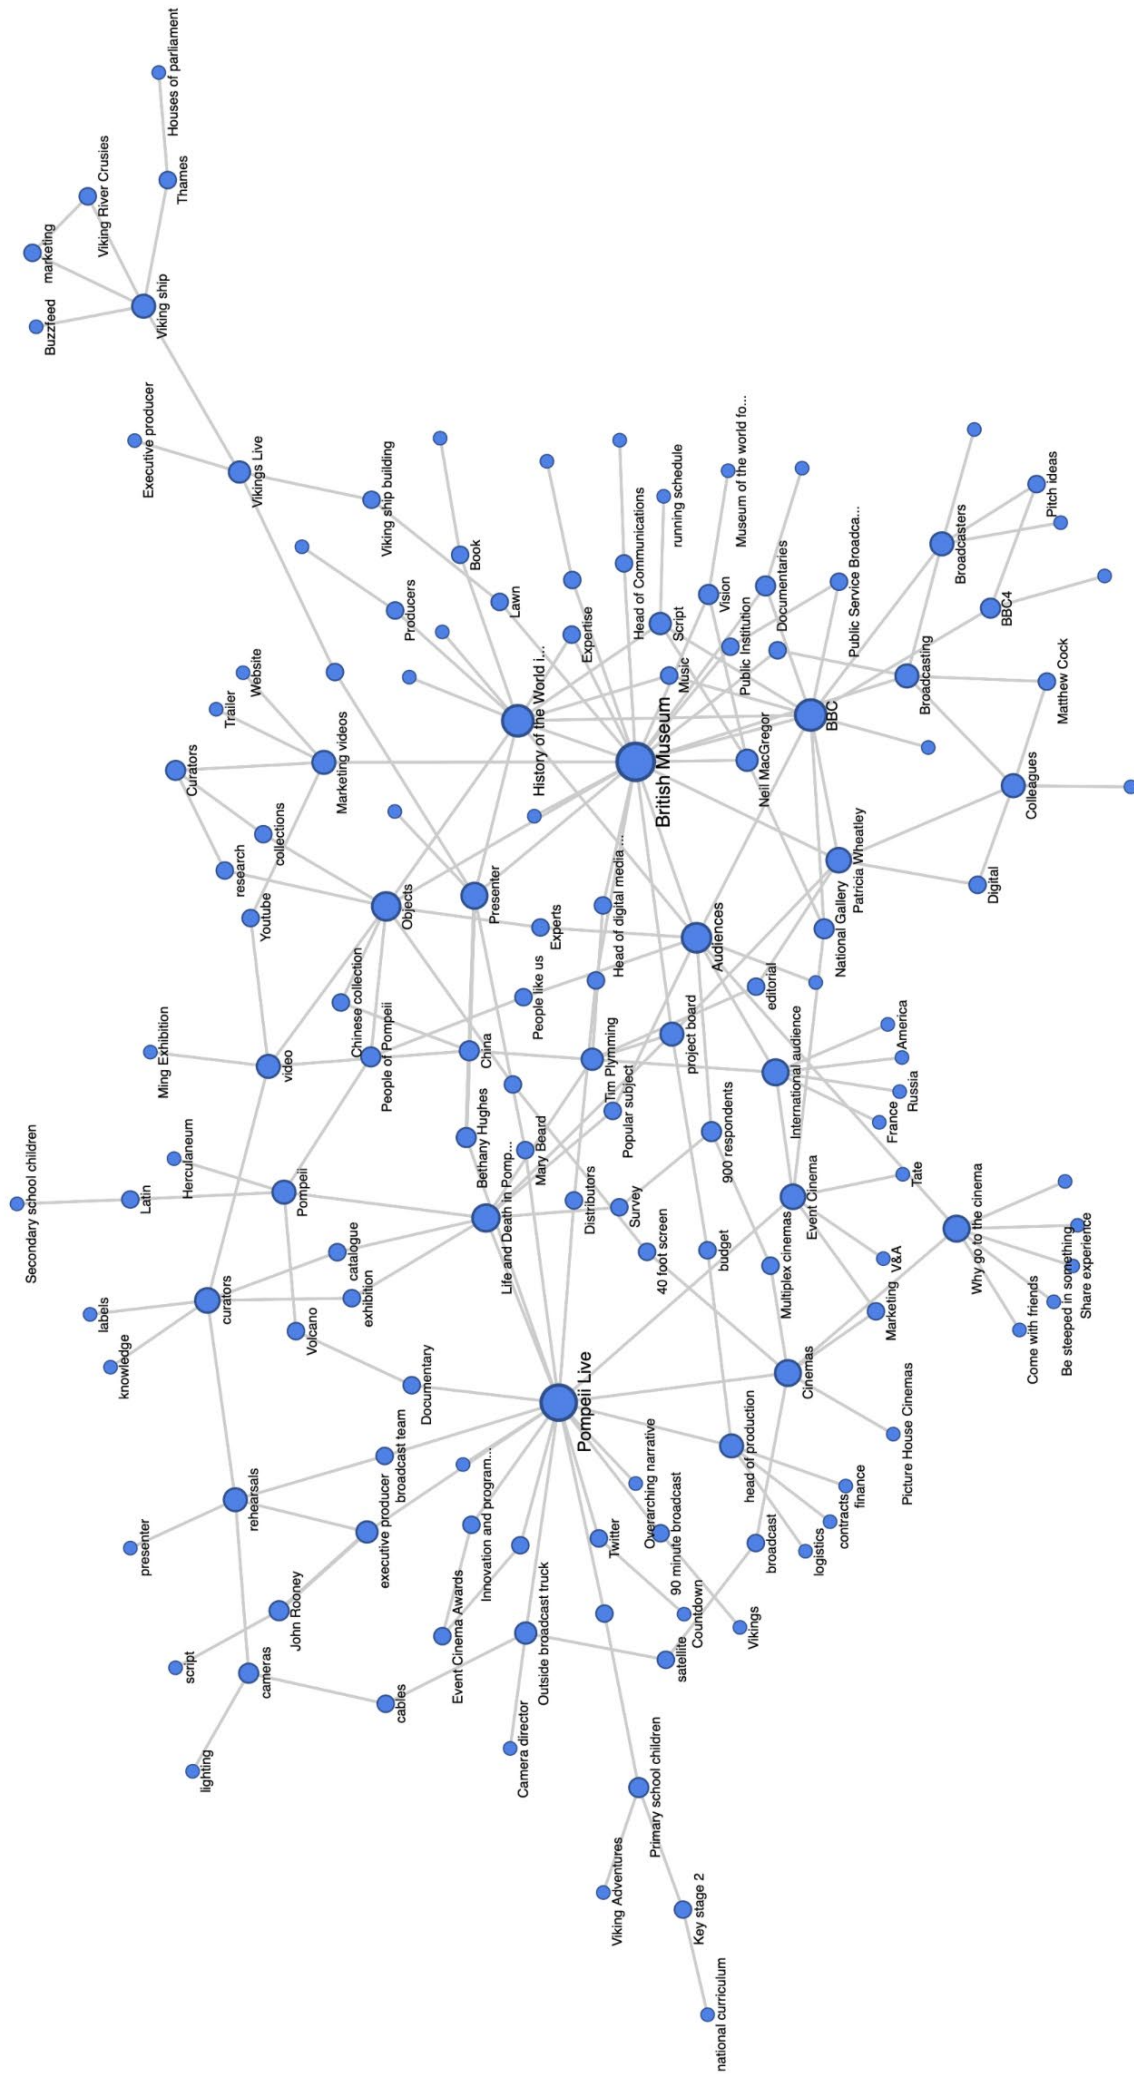 Houses of parliament
Thames
Viking River Crusies
marketing
Buzzfeed
Viking ship
Executive producer
Vikings Live
Viking ship building
Book
Producers
Lawn
Expertise
Head of Communications
running schedule
Script
Museum of the world fo...
Vision
Public Institution
Documentaries
Public Service Broadca...
Music
Broadcasters
Pitch ideas
BBC4
Broadcasting
Matthew Cock
Colleagues
BBC
Neil MacGregor
Patricia Wheatley
Digital
National Gallery
British Museum
History of the World i...
Website
Trailer
Curators
Marketing videos
collections
research
Youtube
Objects
Presenter
Experts
Head of digital media ...
Audiences
editorial
People like us
Chinese collection
People of Pompeii
China
video
Ming Exhibition
Tim Plymming
project board
Popular subject
International audience
America
Russia
France
900 respondents
Bethany Hughes
Mary Beard
Life and Death in Pomp...
Distributors
Survey
Pompeii
Herculaneum
Latin
Secondary school children
catalogue
exhibition
curators
labels
knowledge
Volcano
Documentary
40 foot screen
budget
Multiplex cinemas
Event Cinema
Tate
V&A
Marketing
Why go to the cinema
Share experience
Be steeped in something
Come with friends
Cinemas
Picture House Cinemas
Pompeii Live
head of production
finance
contracts
logistics
broadcast
Overarching narrative
90 minute broadcast
Twitter
Countdown
Vikings
satellite
broadcast team
executive producer
rehearsals
presenter
John Rooney
script
cameras
lighting
cables
Innovation and program...
Event Cinema Awards
Outside broadcast truck
Camera director
Primary school children
Viking Adventures
Key stage 2
national curriculum